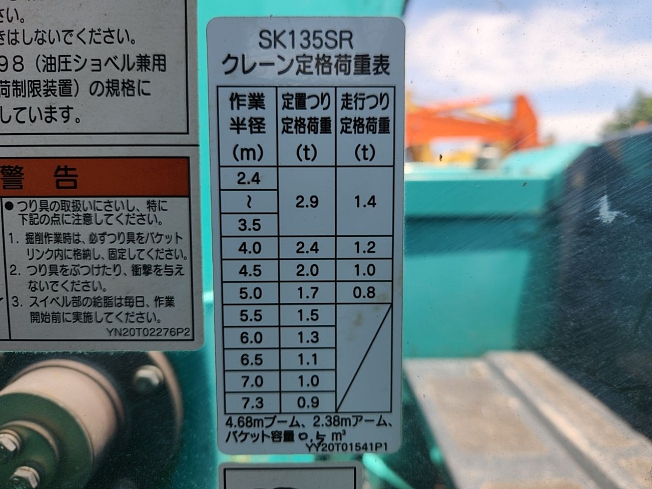 さい。
きはしないでください。
98（油圧ショベル兼用
荷制限装置）の規格に
しています。
警告
●つり具の取扱いにさいし、特に
下記の点に注意してください。
1. 掘削作業時は、必ずつり具をバケット
リンク内に格納し、固定してください。
2. つり具をぶつけたり、衝撃を与え
ないでください。
3. スイベル部の給脂は毎日、作業
開始前に実施してください。
YN20T02276P2
SK135SR
クレーン定格荷重表
作業半径(m) 定置つり定格荷重(t) 走行つり定格荷重(t)
2.4
～ 2.9 1.4
3.5
4.0 2.4 1.2
4.5 2.0 1.0
5.0 1.7 0.8
5.5 1.5
6.0 1.3
6.5 1.1
7.0 1.0
7.3 0.9
4.68mブーム、2.38mアーム、
バケット容量0.5m³
YY20T01541P1